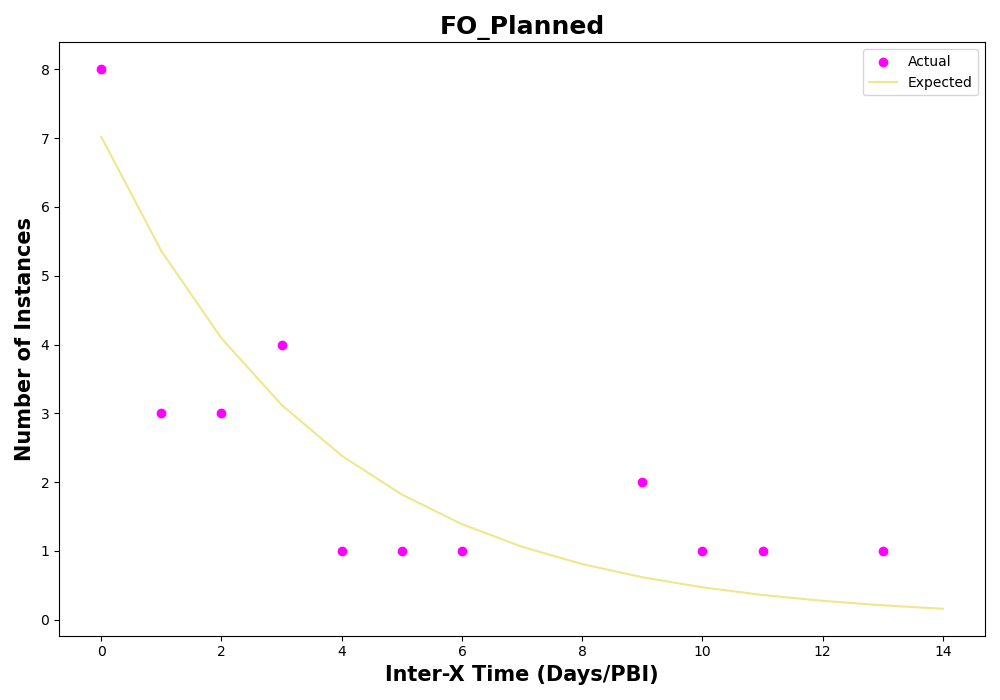 FO_Planned
Actual
Expected
Number of Instances
8
7
6
5
4
3
2
1
0
0 2 4 6 8 10 12 14
Inter-X Time (Days/PBI)